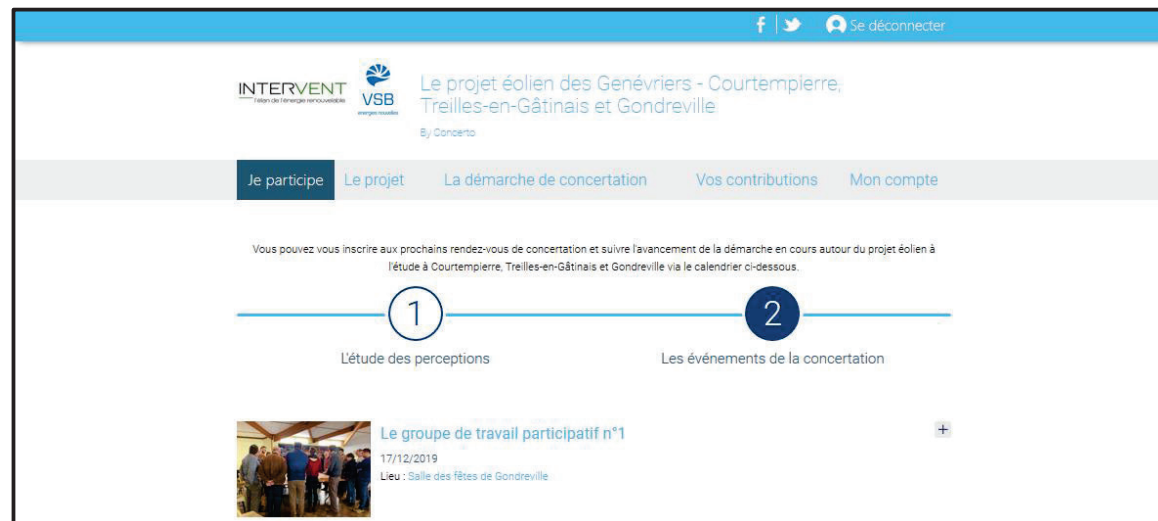 Se déconnecter
INTERVENT
l'élan de l'énergie renouvelable
VSB
énergies nouvelles
Le projet éolien des Genévriers - Courtempierre,
Treilles-en-Gâtinais et Gondreville
By Concerto
Je participe Le projet La démarche de concertation Vos contributions Mon compte
Vous pouvez vous inscrire aux prochains rendez-vous de concertation et suivre l'avancement de la démarche en cours autour du projet éolien à
l'étude à Courtempierre, Treilles-en-Gâtinais et Gondreville via le calendrier ci-dessous.
1 2
L'étude des perceptions Les événements de la concertation
Le groupe de travail participatif n°1 +
17/12/2019
Lieu : Salle des fêtes de Gondreville